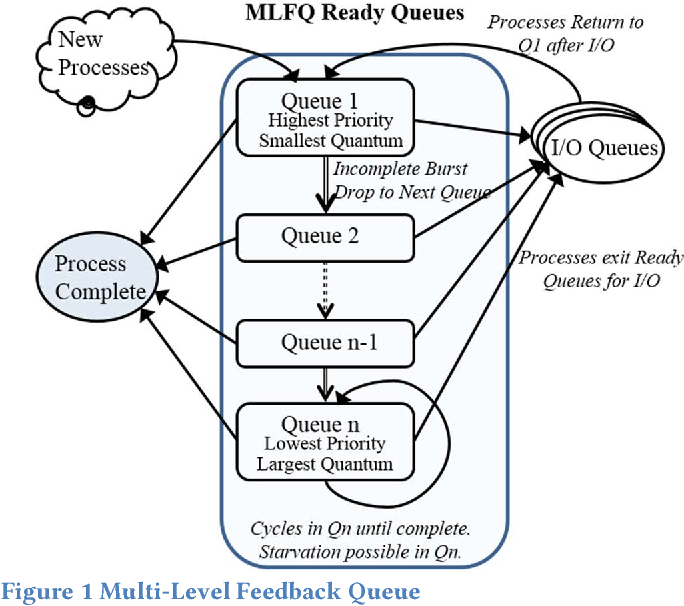 MLFQ Ready Queues
New
Processes
Processes Return to
Q1 after I/O
Queue 1
Highest Priority
Smallest Quantum
I/O Queues
Incomplete Burst
Drop to Next Queue
Queue 2
Process
Complete
Processes exit Ready
Queues for I/O
Queue n-1
Queue n
Lowest Priority
Largest Quantum
Cycles in Qn until complete.
Starvation possible in Qn.
Figure 1 Multi-Level Feedback Queue